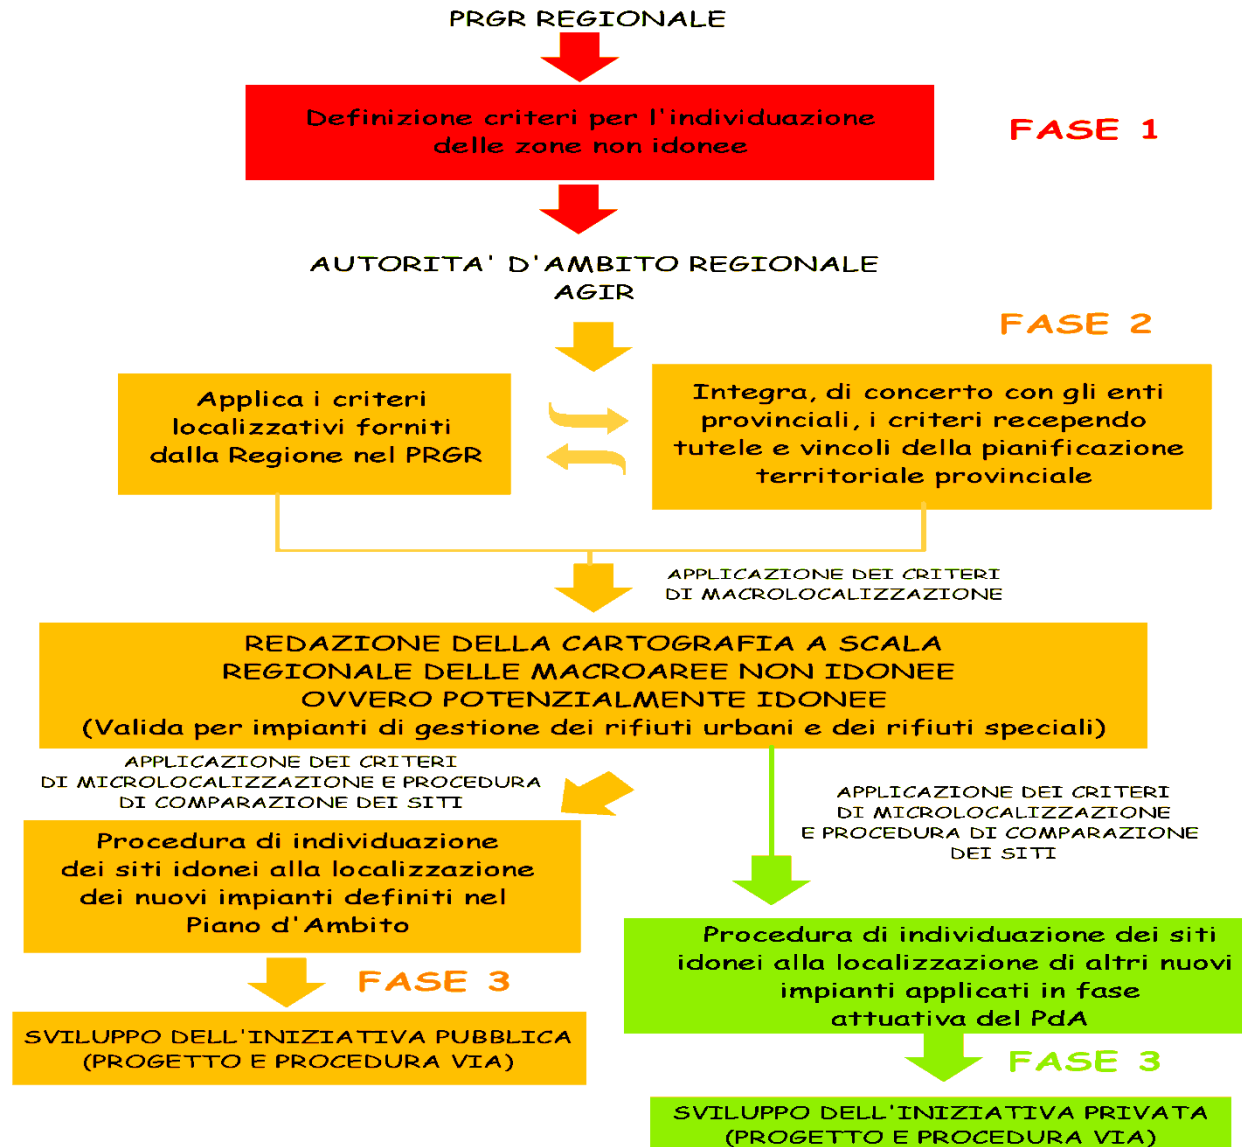 PRGR REGIONALE
Definizione criteri per l'individuazione
delle zone non idonee
FASE 1
AUTORITA' D'AMBITO REGIONALE
AGIR
FASE 2
Applica i criteri
localizzativi forniti
dalla Regione nel PRGR
Integra, di concerto con gli enti
provinciali, i criteri recependo
tutele e vincoli della pianificazione
territoriale provinciale
APPLICAZIONE DEI CRITERI
DI MACROLOCALIZZAZIONE
REDAZIONE DELLA CARTOGRAFIA A SCALA
REGIONALE DELLE MACROAREE NON IDONEE
OVVERO POTENZIALMENTE IDONEE
(Valida per impianti di gestione dei rifiuti urbani e dei rifiuti speciali)
APPLICAZIONE DEI CRITERI
DI MICROLOCALIZZAZIONE E PROCEDURA
DI COMPARAZIONE DEI SITI
APPLICAZIONE DEI CRITERI
DI MICROLOCALIZZAZIONE
E PROCEDURA DI COMPARAZIONE
DEI SITI
Procedura di individuazione
dei siti idonei alla localizzazione
dei nuovi impianti definiti nel
Piano d'Ambito
Procedura di individuazione dei siti
idonei alla localizzazione di altri nuovi
impianti applicati in fase
attuativa del PdA
FASE 3
SVILUPPO DELL'INIZIATIVA PUBBLICA
(PROGETTO E PROCEDURA VIA)
FASE 3
SVILUPPO DELL'INIZIATIVA PRIVATA
(PROGETTO E PROCEDURA VIA)